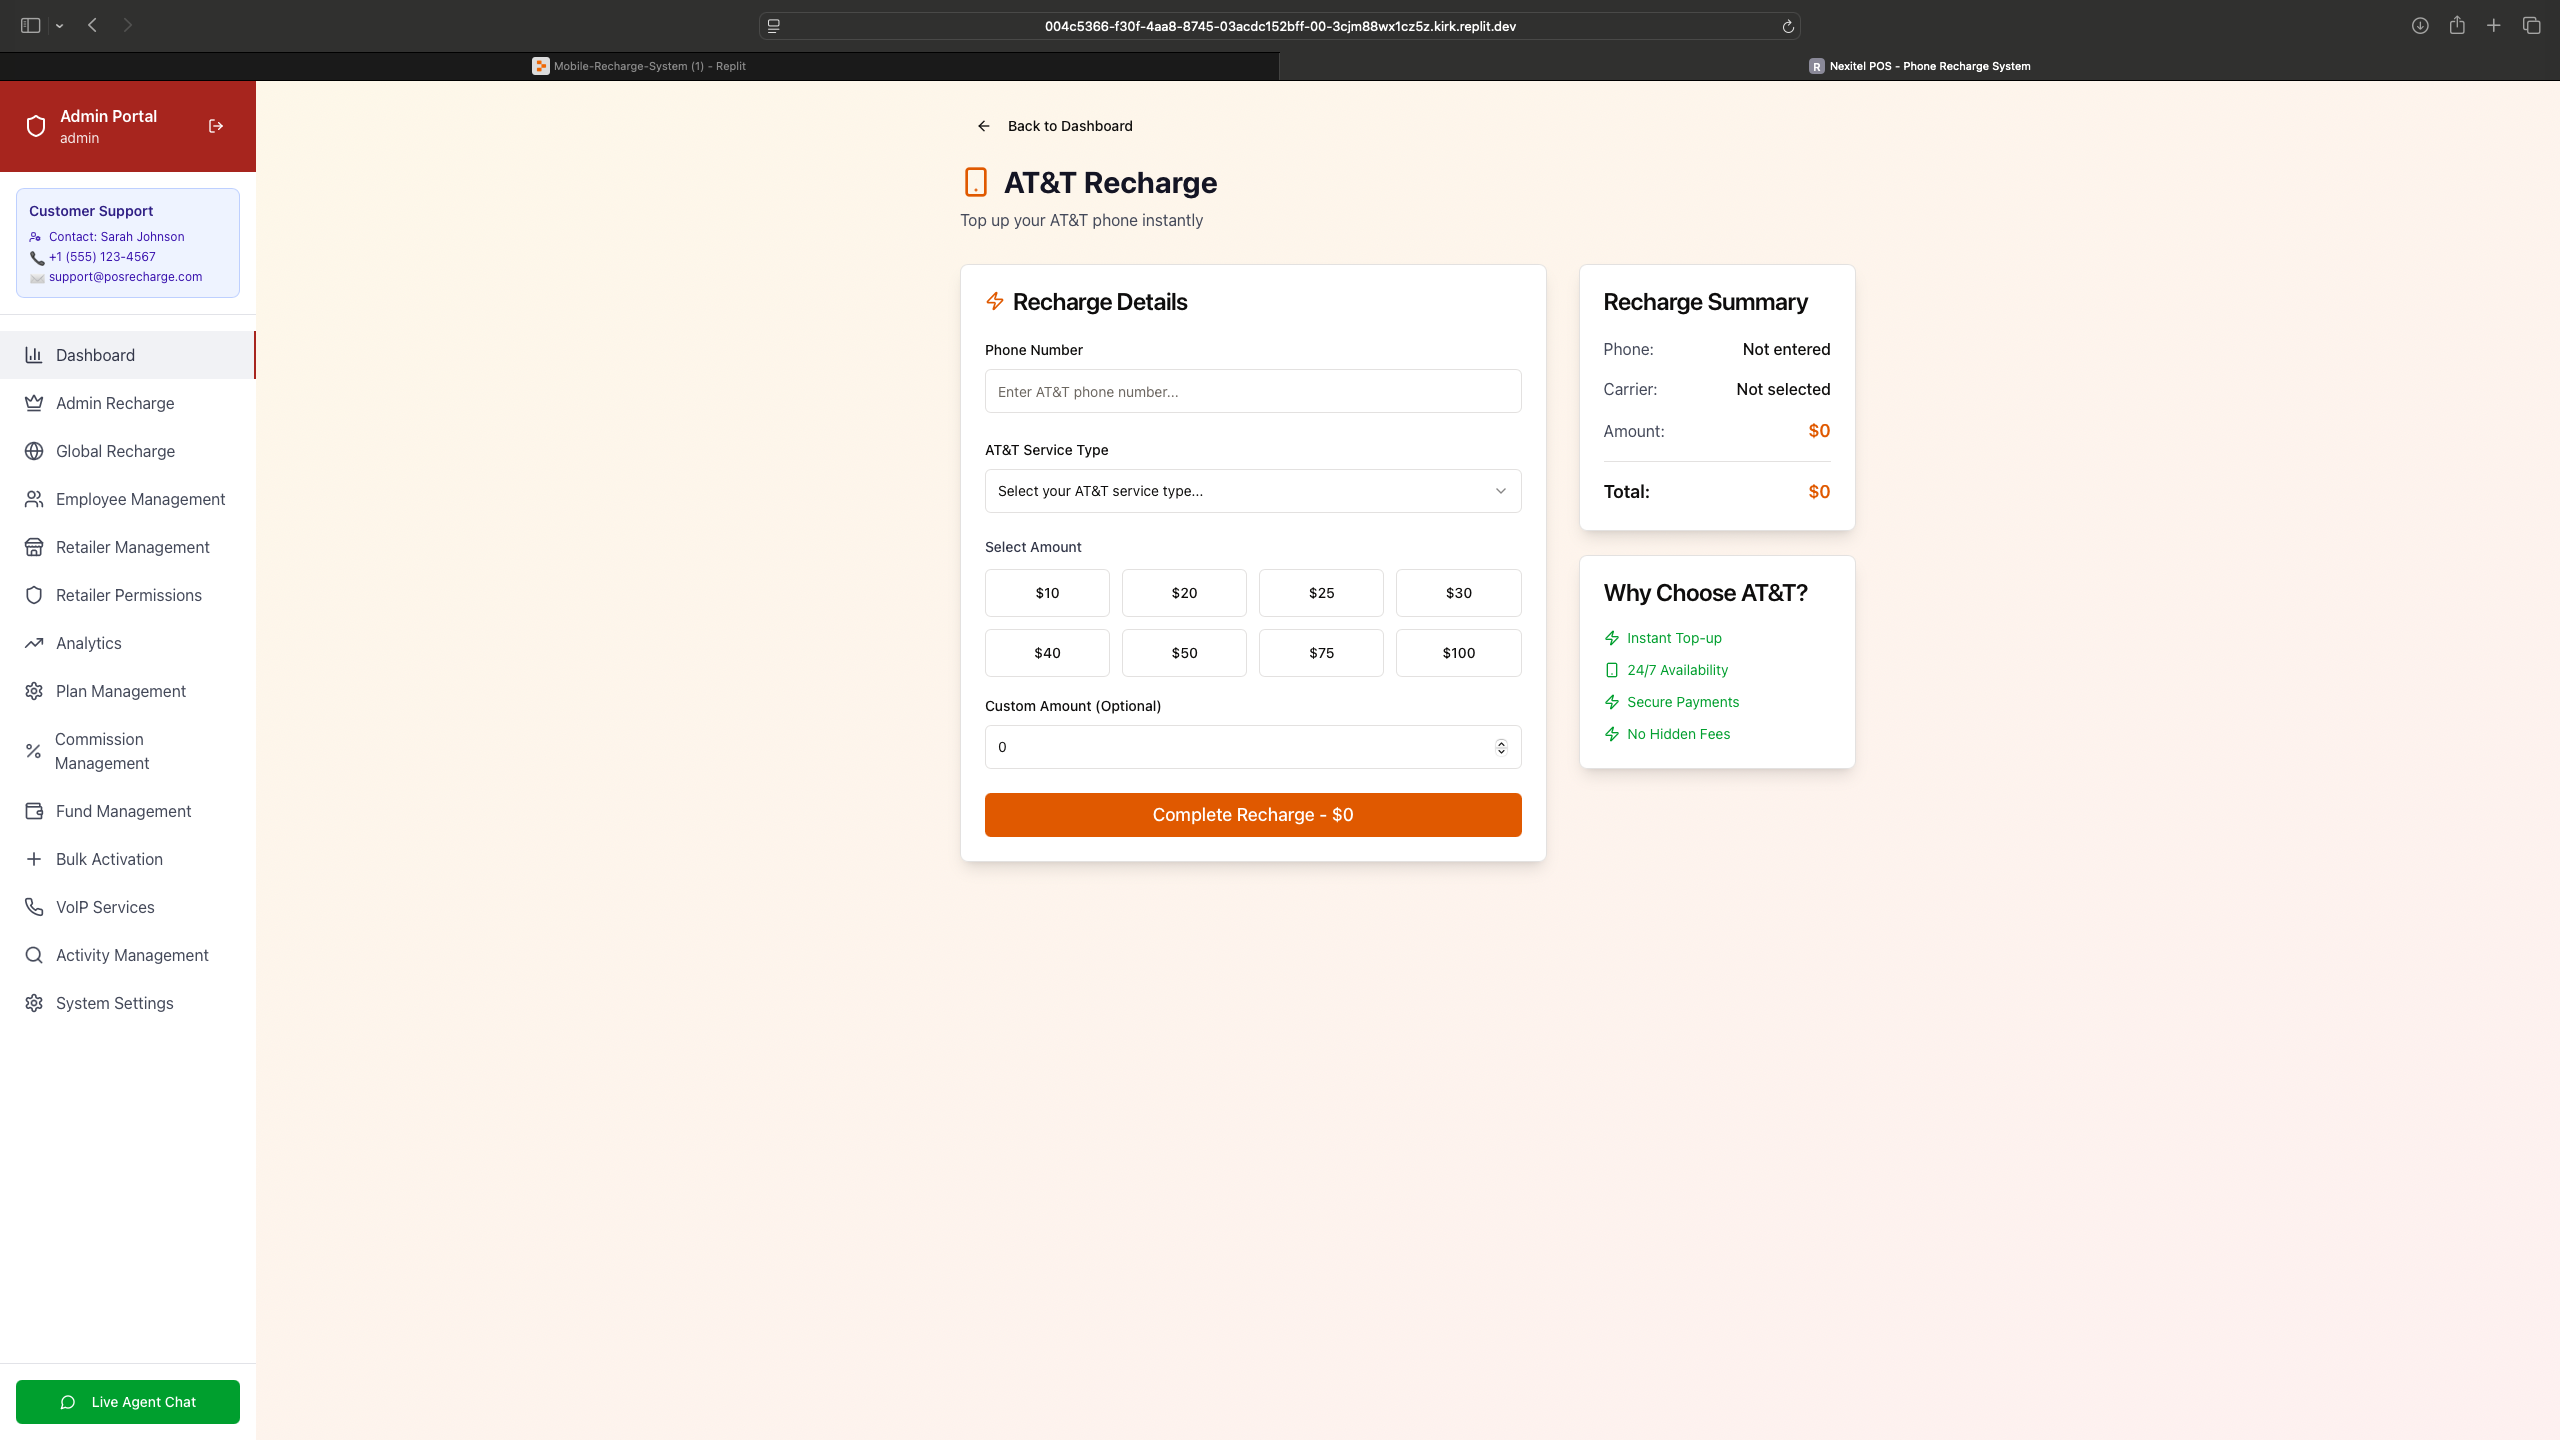 004c5366-f30f-4aa8-8745-03acdc152bff-00-3cjm88wx1cz5z.kirk.replit.dev
Mobile-Recharge-System (1) - Replit
R Nexitel POS - Phone Recharge System
Admin Portal
admin
Customer Support
Contact: Sarah Johnson
+1 (555) 123-4567
support@posrecharge.com
Dashboard
Admin Recharge
Global Recharge
Employee Management
Retailer Management
Retailer Permissions
Analytics
Plan Management
Commission
Management
Fund Management
Bulk Activation
VoIP Services
Activity Management
System Settings
Live Agent Chat
Back to Dashboard
AT&T Recharge
Top up your AT&T phone instantly
Recharge Details
Phone Number
Enter AT&T phone number...
AT&T Service Type
Select your AT&T service type...
Select Amount
$10 $20 $25 $30
$40 $50 $75 $100
Custom Amount (Optional)
0
Complete Recharge - $0
Recharge Summary
Phone: Not entered
Carrier: Not selected
Amount: $0
Total: $0
Why Choose AT&T?
Instant Top-up
24/7 Availability
Secure Payments
No Hidden Fees